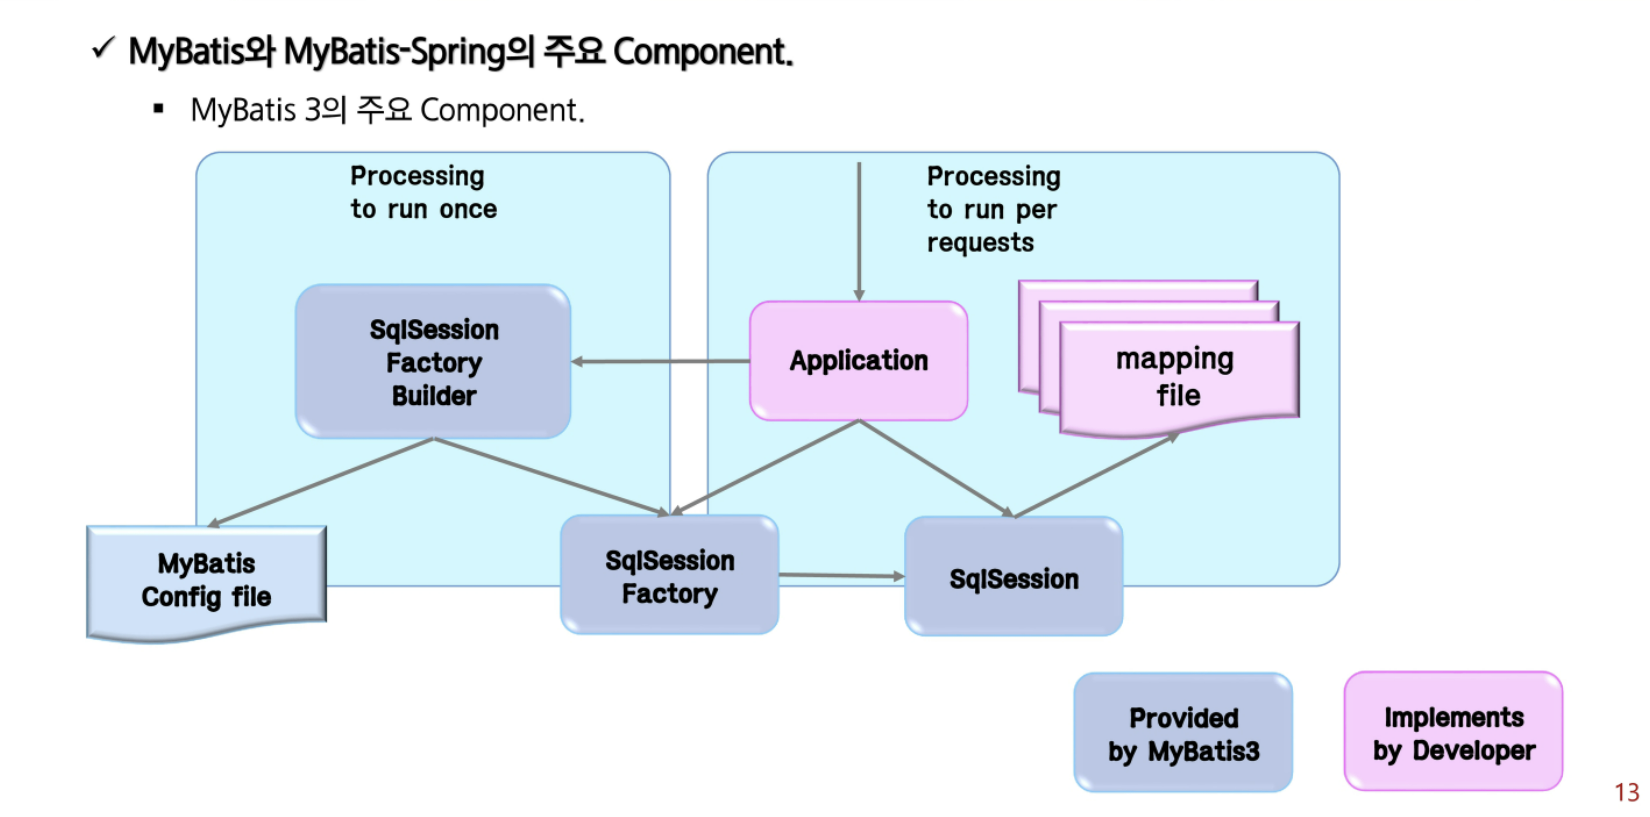 ✓ MyBatis와 MyBatis-Spring의 주요 Component.
▪ MyBatis 3의 주요 Component.
Processing
to run once
Processing
to run per
requests
SqlSession
Factory
Builder
Application
mapping
file
MyBatis
Config file
SqlSession
Factory
SqlSession
Provided
by MyBatis3
Implements
by Developer
13